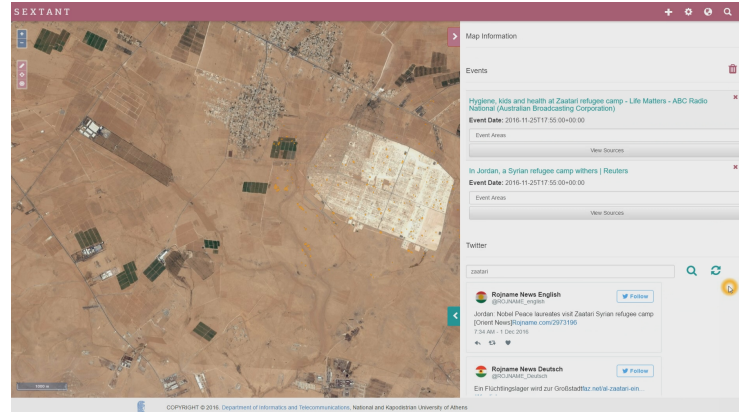 SEXTANT
Map Information
Events
Hygiene, kids and health at Zaatari refugee camp - Life Matters - ABC Radio
National (Australian Broadcasting Corporation)
Event Date: 2016-11-25T17:55:00+00:00
Event Areas
View Sources
In Jordan, a Syrian refugee camp withers | Reuters
Event Date: 2016-11-25T17:55:00+00:00
Event Areas
View Sources
Twitter
zaatari
Rojname News English
@ROJNAME_english
Follow
Jordan: Nobel Peace laureates visit Zaatari Syrian refugee camp
[Orient News]Rojname.com/2973196
7:34 AM - 1 Dec 2016
Rojname News Deutsch
@ROJNAME_Deutsch
Follow
Ein Flüchtlingslager wird zur Großstadtfaz.net/al-zaatari-ein...
1000 m
COPYRIGHT © 2016. Department of Informatics and Telecommunications, National and Kapodistrian University of Athens